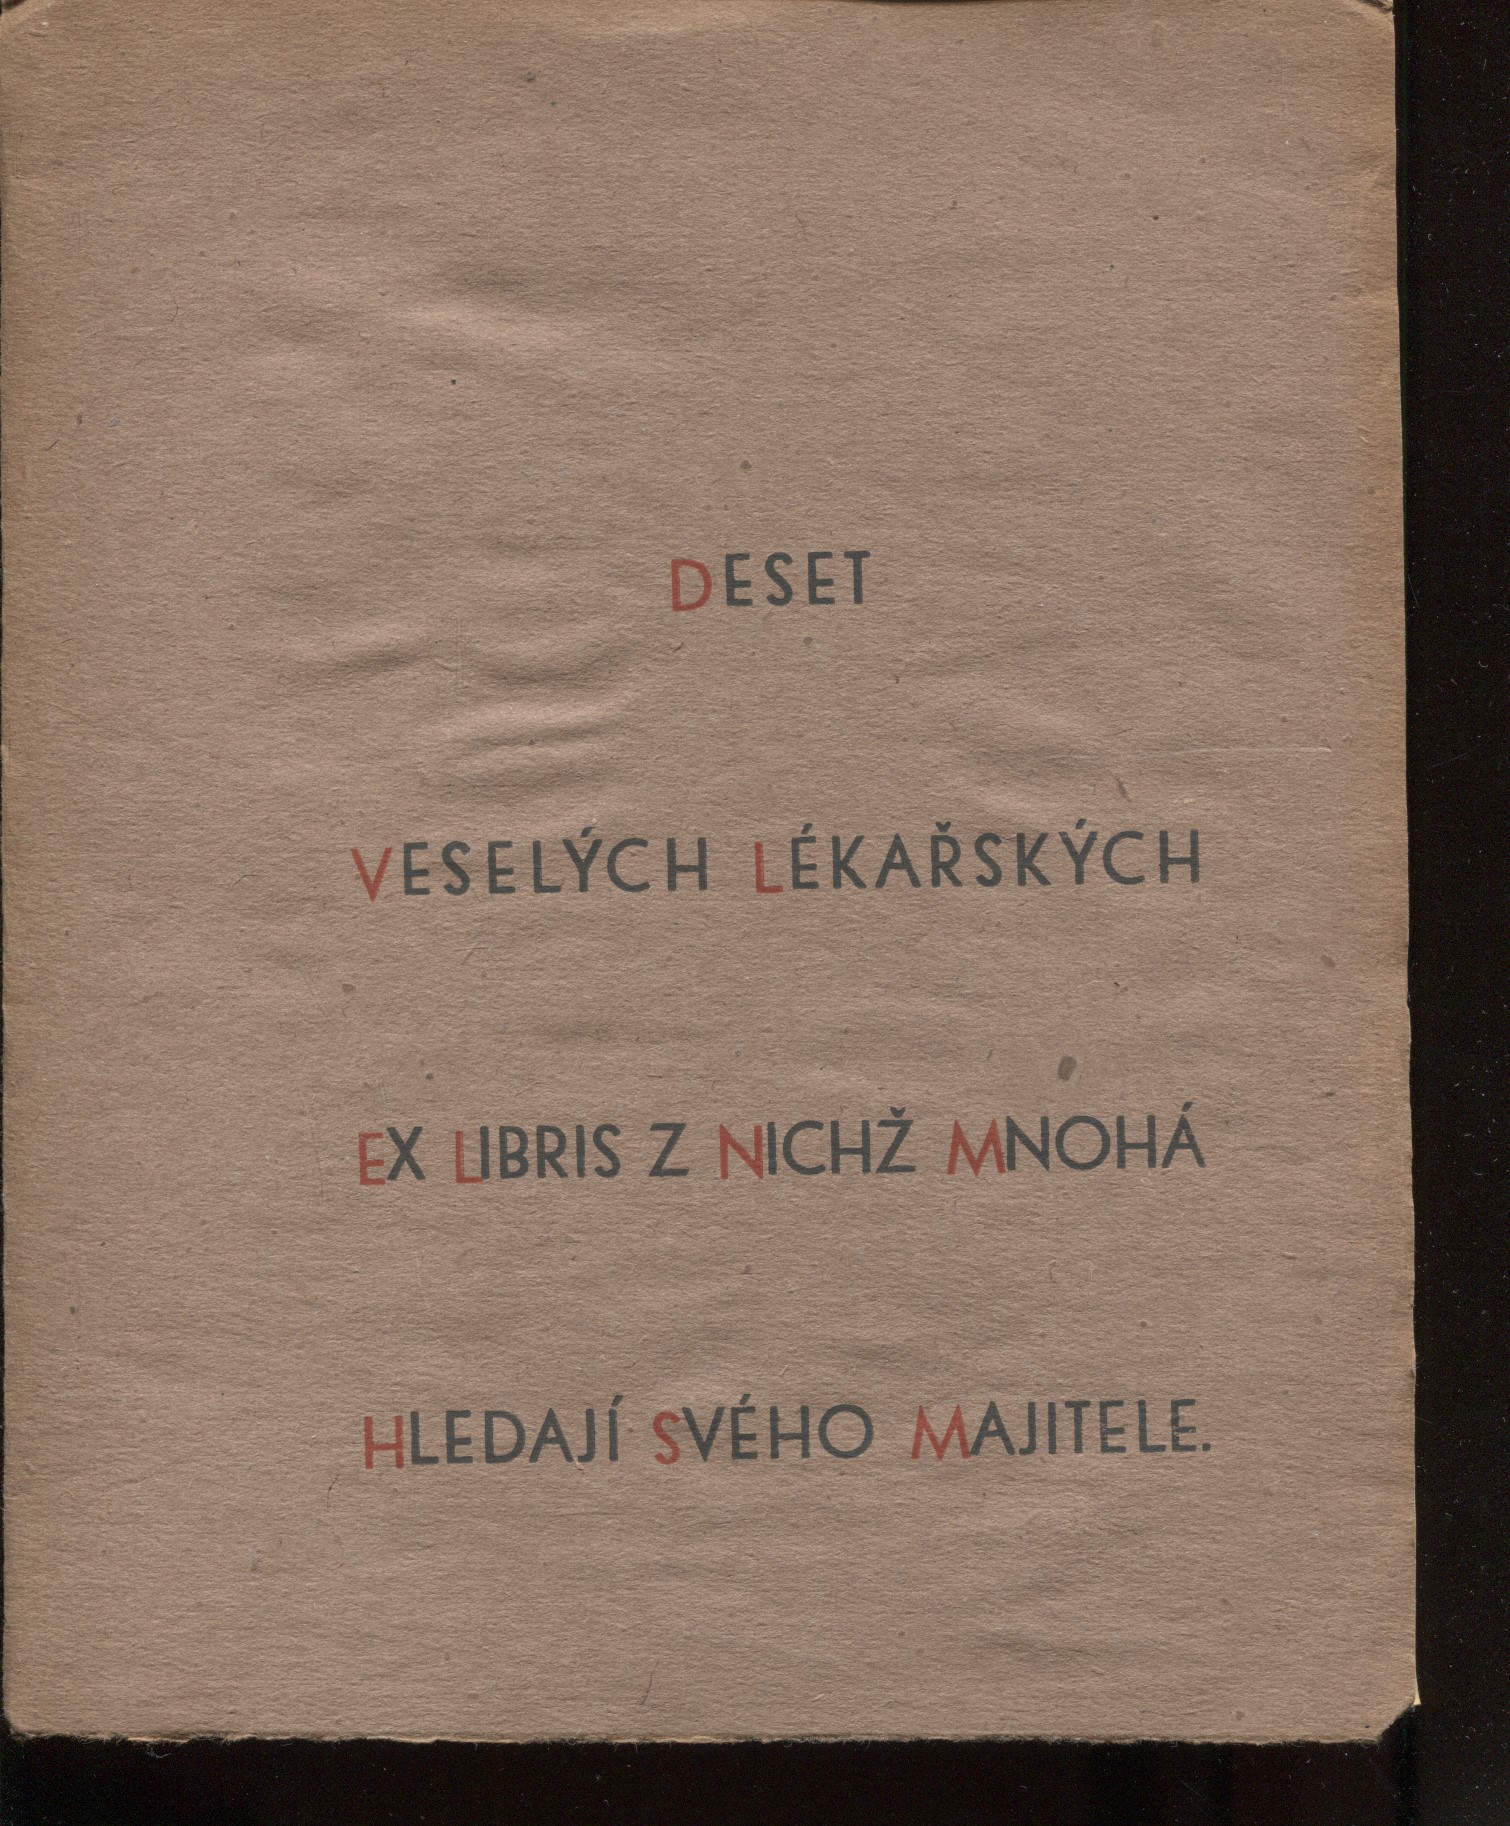 DESET
VESELÝCH LÉKAŘSKÝCH
EX LIBRIS Z NICHŽ MNOHÁ
HLEDAJÍ SVÉHO MAJITELE.